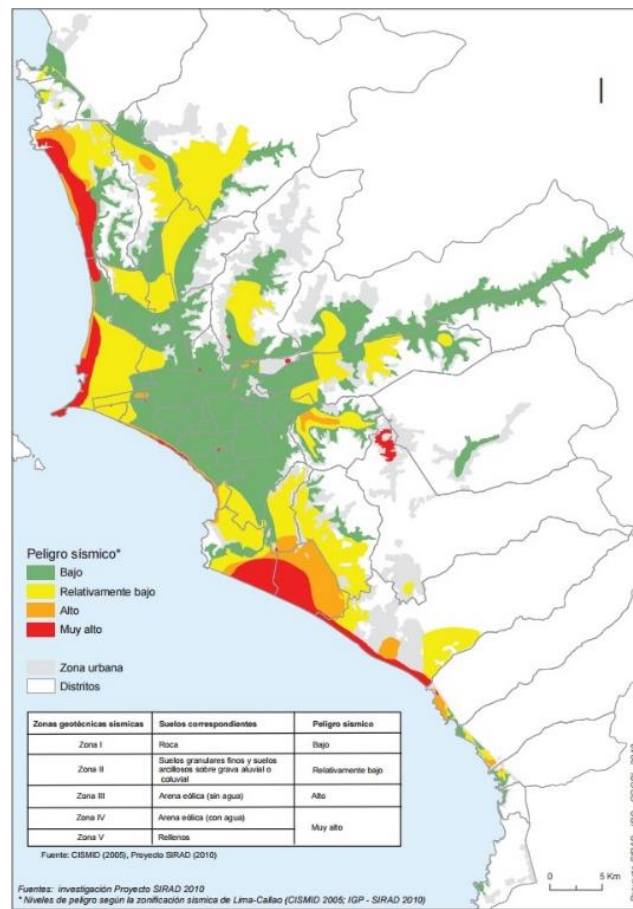 Peligro sísmico*
Bajo
Relativamente bajo
Alto
Muy alto
Zona urbana
Distritos
Zonas geotécnicas sísmicas Suelos correspondientes Peligro sísmico
Zona I Roca Bajo
Zona II Suelos granulares finos y suelos arcillosos sobre grava aluvial o coluvial Relativamente bajo
Zona III Arena eólica (sin agua) Alto
Zona IV Arena eólica (con agua) Muy alto
Zona V Rellenos
Fuente: CISMID (2005), Proyecto SIRAD (2010)
0 5 Km
Fuentes: investigación Proyecto SIRAD 2010
* Niveles de peligro según la zonificación sísmica de Lima-Callao (CISMID 2005; IGP - SIRAD 2010)